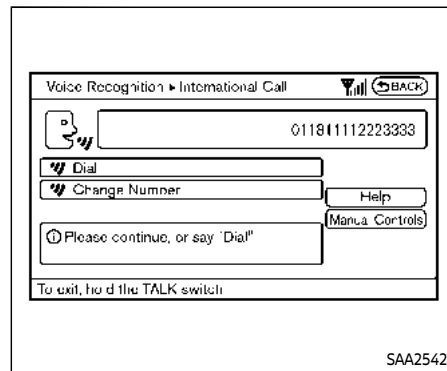 Voice Recognition ▸ International Call
BACK
011811112223333
Dial
Change Number
Help
Manual Controls
Please continue, or say "Dial"
To exit, hold the TALK switch
SAA2542